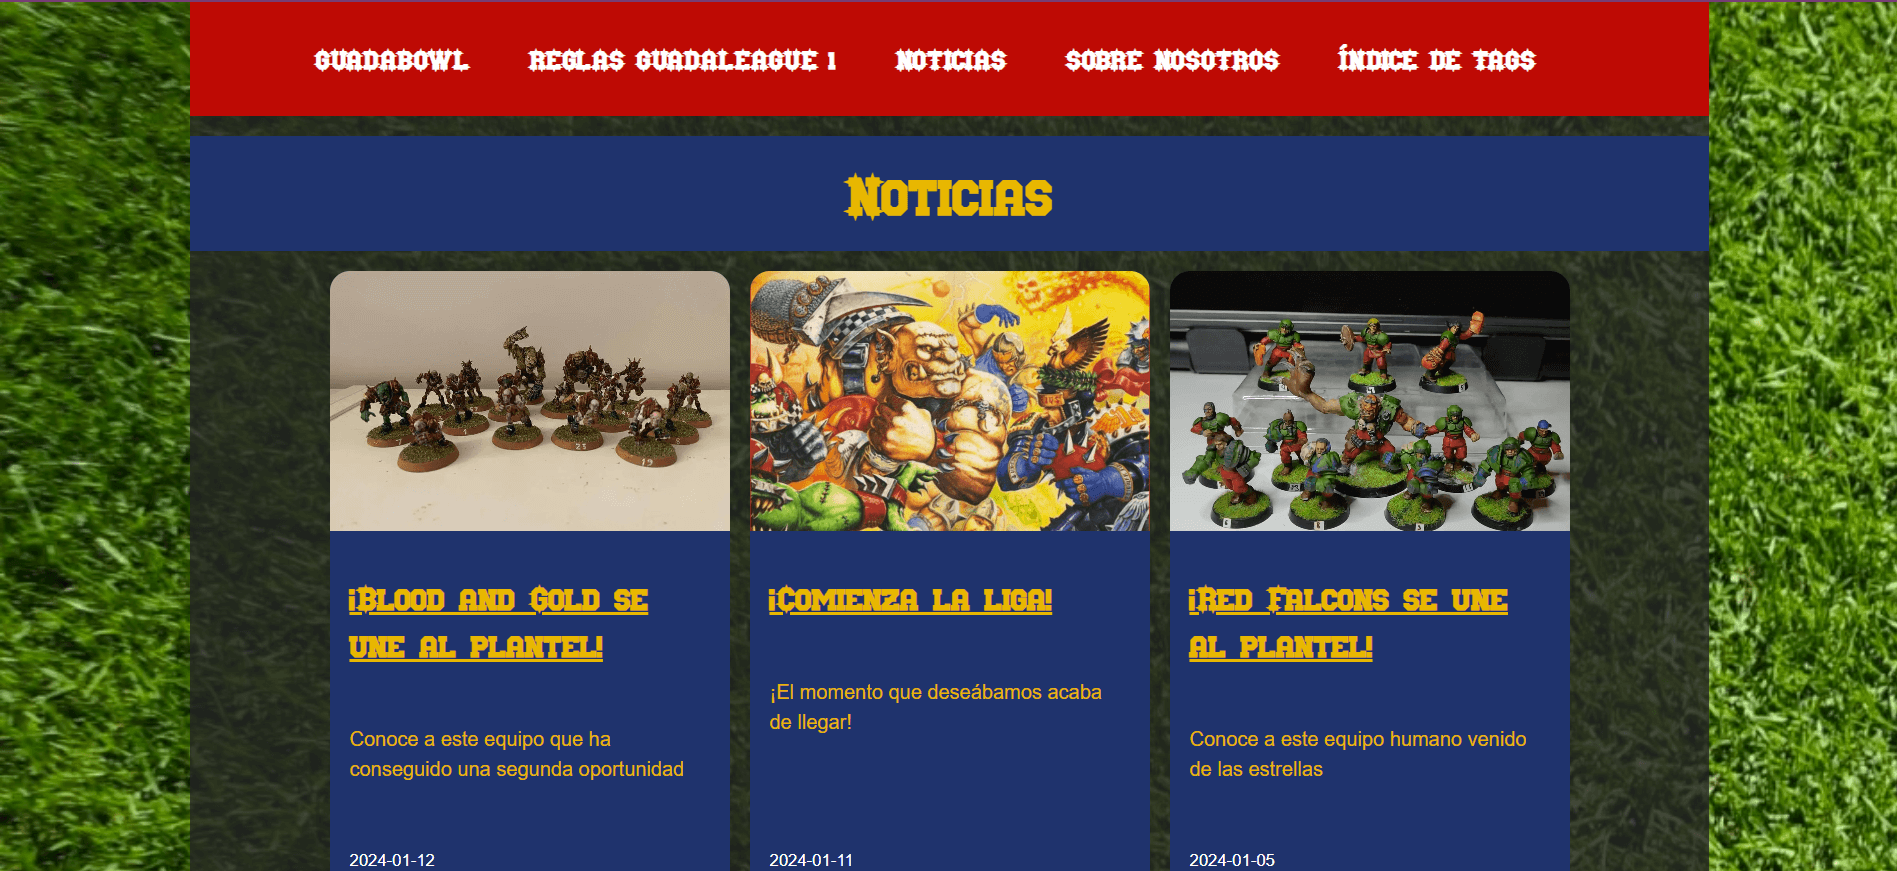 GUADABOWL REGLAS GUADALEAGUE 1 NOTICIAS SOBRE NOSOTROS ÍNDICE DE TAGS
NOTICIAS
¡BLOOD AND GOLD SE
UNE AL PLANTEL!
Conoce a este equipo que ha
conseguido una segunda oportunidad
2024-01-12
¡COMIENZA LA LIGA!
¡El momento que deseábamos acaba
de llegar!
2024-01-11
¡RED FALCONS SE UNE
AL PLANTEL!
Conoce a este equipo humano venido
de las estrellas
2024-01-05